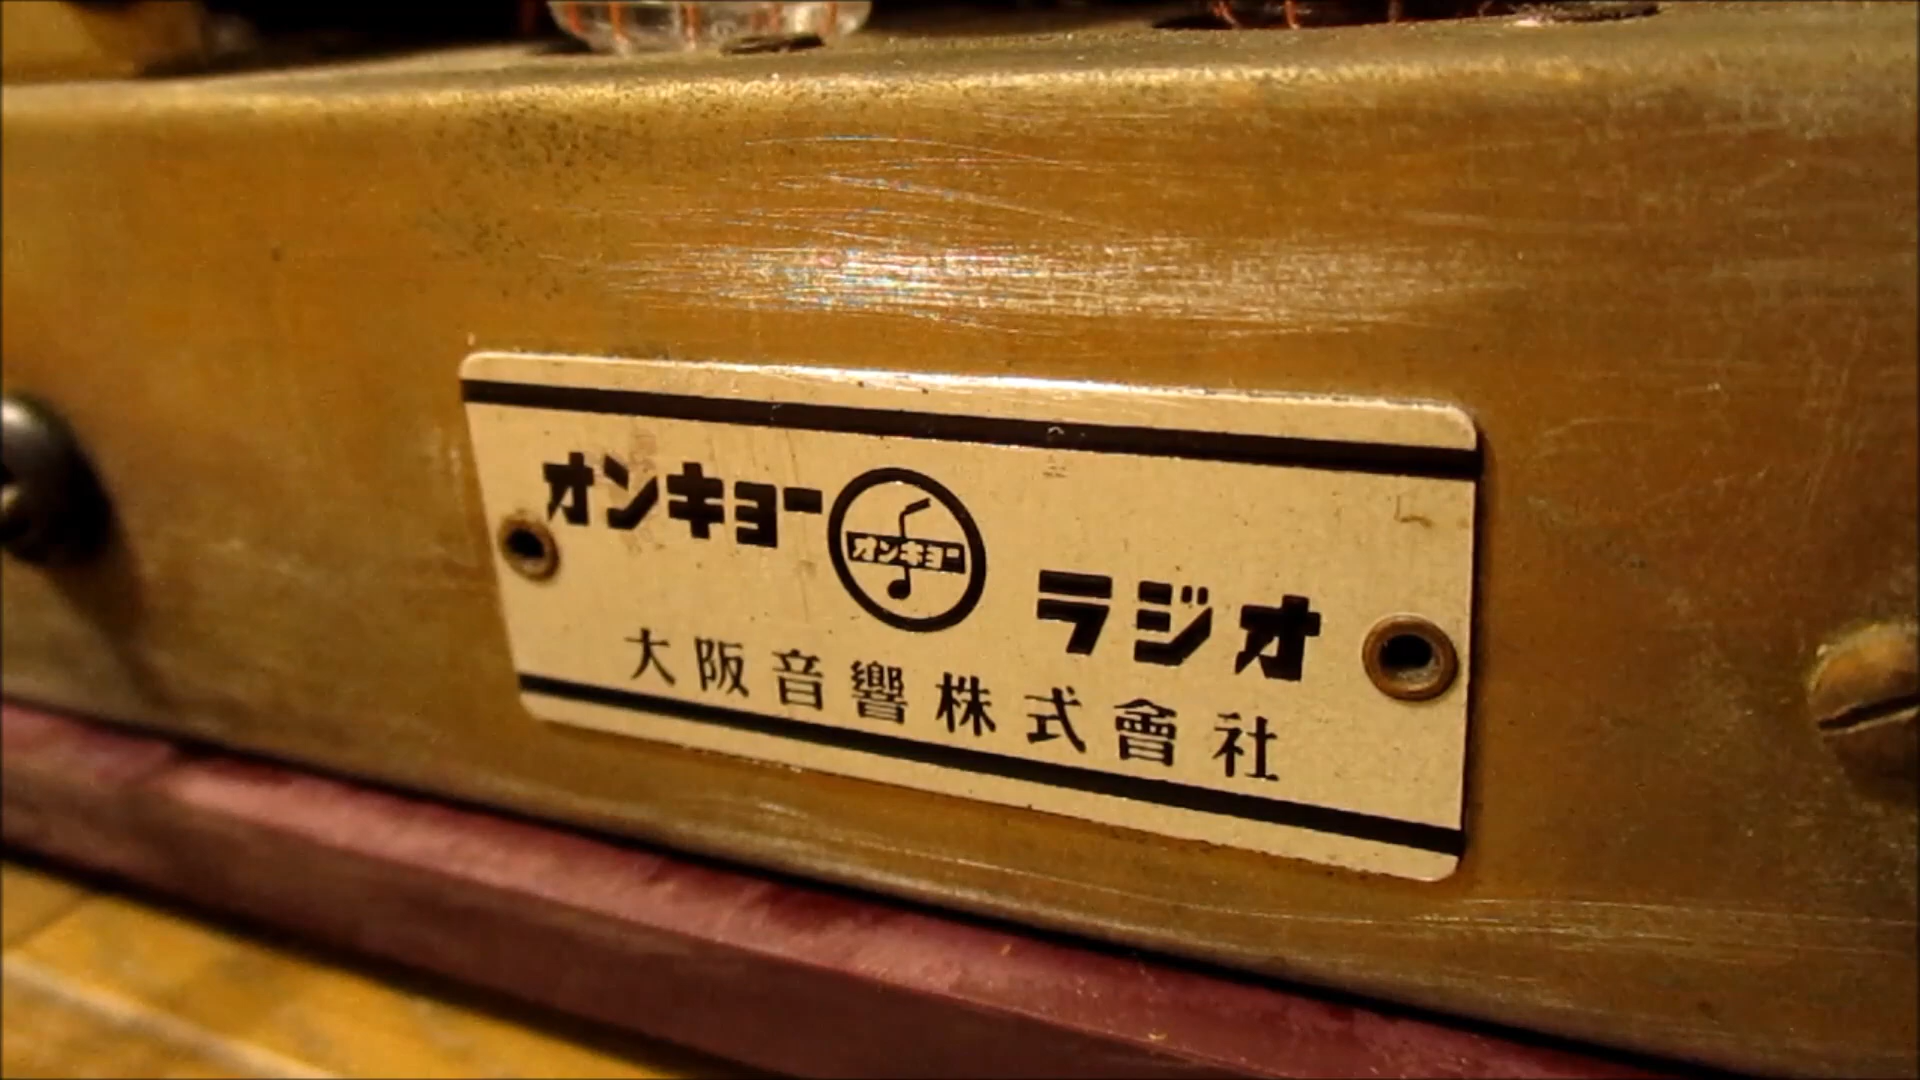 オンキヨー
オンキヨー
ラジオ
大阪音響株式會社